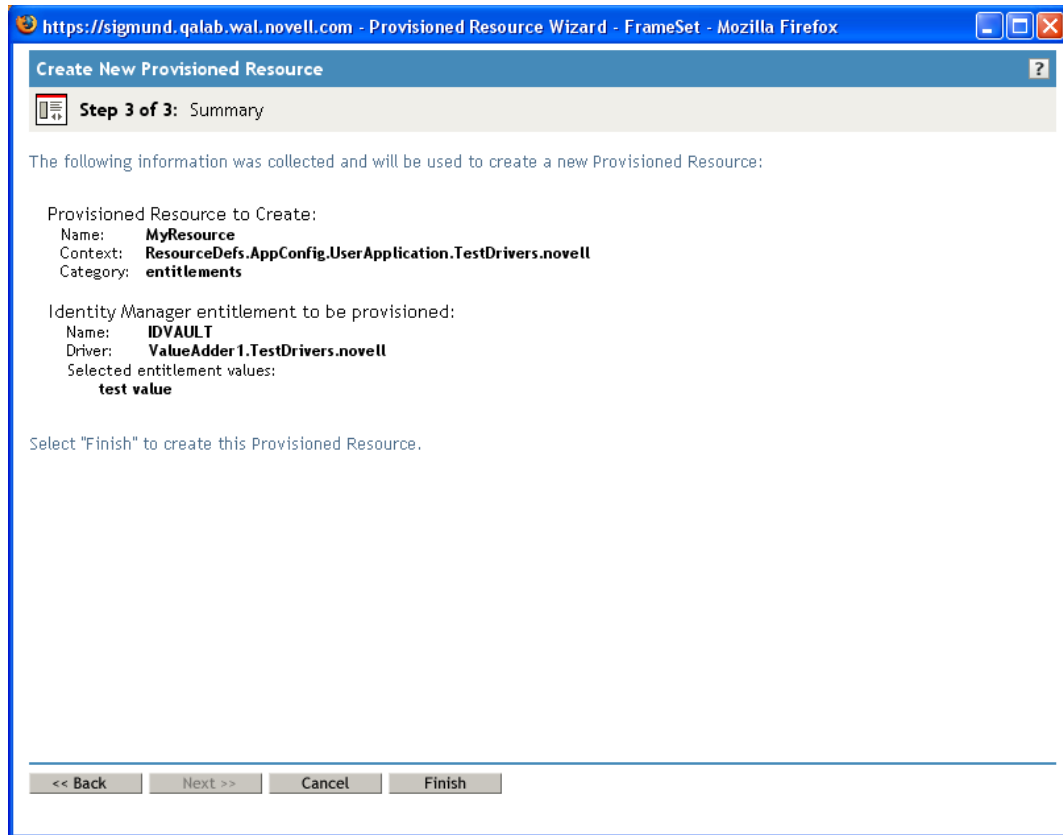 https://sigmund.qalab.wal.novell.com - Provisioned Resource Wizard - FrameSet - Mozilla Firefox
Create New Provisioned Resource ?
Step 3 of 3: Summary
The following information was collected and will be used to create a new Provisioned Resource:
Provisioned Resource to Create:
Name: MyResource
Context: ResourceDefs.AppConfig.UserApplication.TestDrivers.novell
Category: entitlements
Identity Manager entitlement to be provisioned:
Name: IDVAULT
Driver: ValueAdder1.TestDrivers.novell
Selected entitlement values:
test value
Select "Finish" to create this Provisioned Resource.
<< Back Next >> Cancel Finish